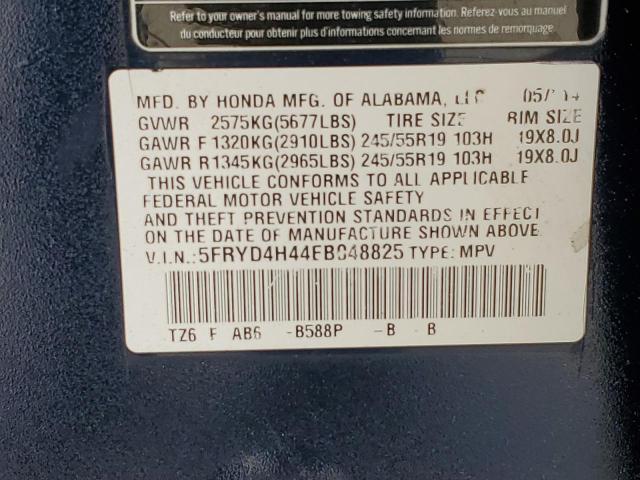 Refer to your owner's manual for more towing safety information. Referez-vous au manuel
du conducteur pour obtenir plus d'informations concernant les normes de remorquage.
MFD. BY HONDA MFG. OF ALABAMA, LLC
GVWR 2575KG(5677LBS) TIRE SIZE RIM SIZE
GAWR F 1320KG(2910LBS) 245/55R19 103H 19X8.0J
GAWR R 1345KG(2965LBS) 245/55R19 103H 19X8.0J
THIS VEHICLE CONFORMS TO ALL APPLICABLE
FEDERAL MOTOR VEHICLE SAFETY
AND THEFT PREVENTION STANDARDS IN EFFECT
ON THE DATE OF MANUFACTURE SHOWN ABOVE
V.I.N.: 5FRYD4H44EB048825 TYPE: MPV
TZ6 F AB6 -B588P -B B